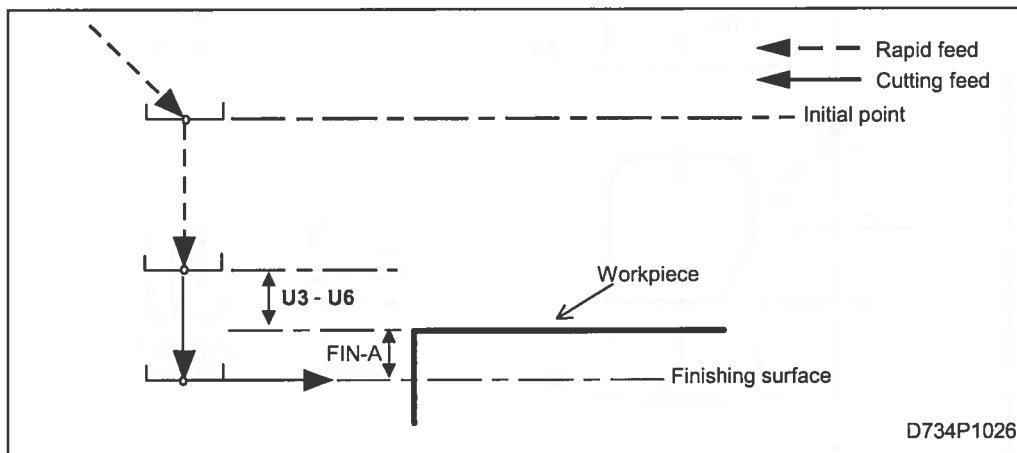 Rapid feed
Cutting feed
Initial point
Workpiece
U3 - U6
FIN-A
Finishing surface
D734P1026